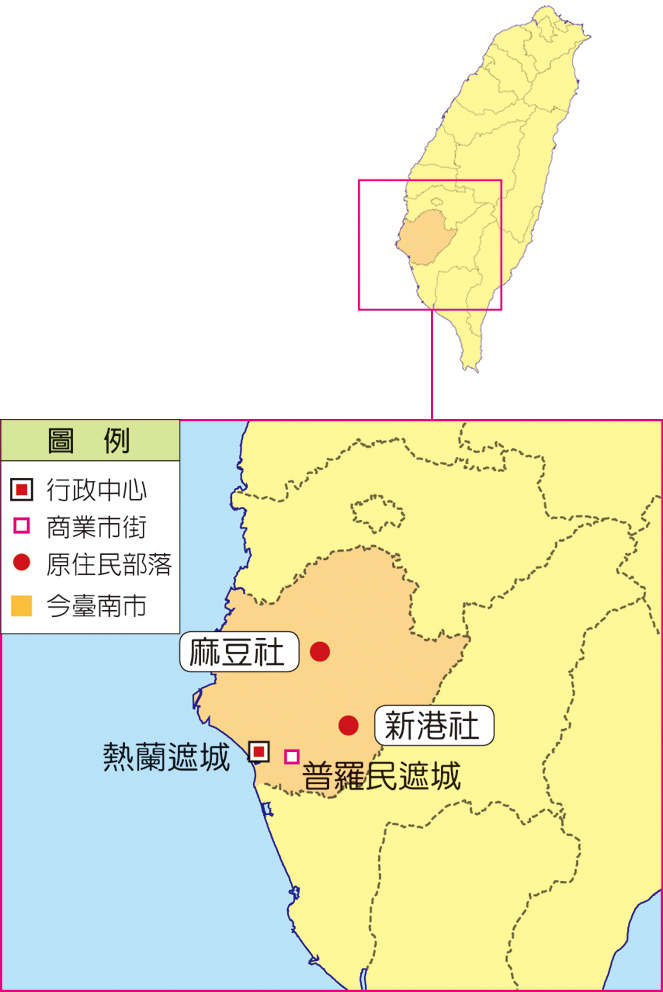 圖 例
行政中心
商業市街
原住民部落
今臺南市
麻豆社
新港社
熱蘭遮城
普羅民遮城